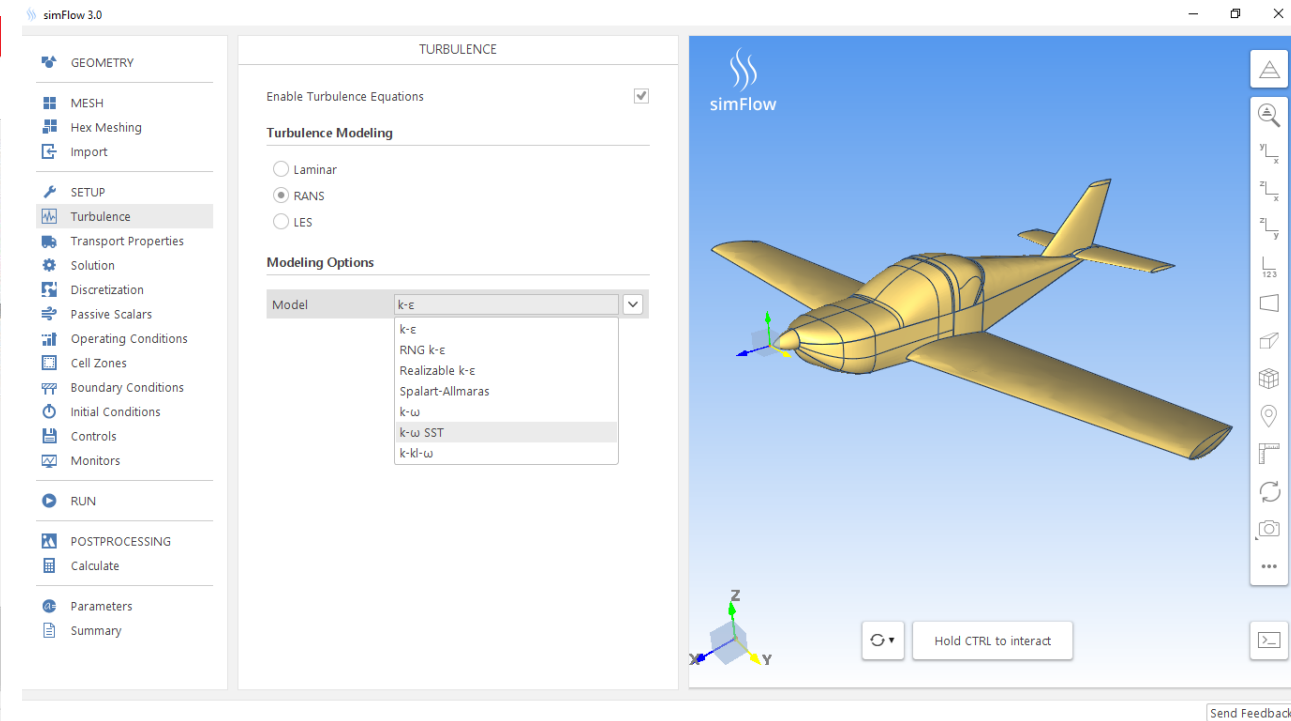 simFlow 3.0
GEOMETRY
MESH
Hex Meshing
Import
SETUP
Turbulence
Transport Properties
Solution
Discretization
Passive Scalars
Operating Conditions
Cell Zones
Boundary Conditions
Initial Conditions
Controls
Monitors
RUN
POSTPROCESSING
Calculate
Parameters
Summary
TURBULENCE
Enable Turbulence Equations
Turbulence Modeling
Laminar
RANS
LES
Modeling Options
Model k-ε
k-ε
RNG k-ε
Realizable k-ε
Spalart-Allmaras
k-ω
k-ω SST
k-kl-ω
simFlow
y
x
z
x
z
y
123
Z
X
Y
Hold CTRL to interact
Send Feedback